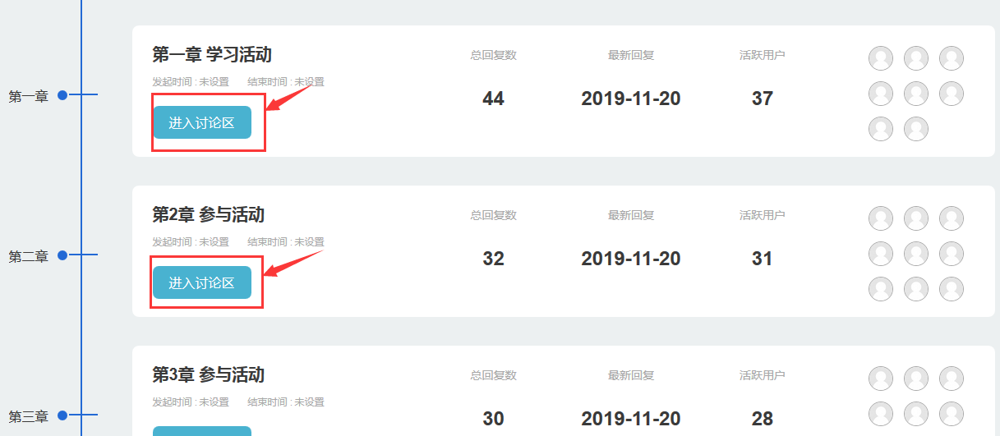 第一章 学习活动
总回复数 最新回复 活跃用户
发起时间 : 未设置 结束时间 : 未设置
第一章
44 2019-11-20 37
进入讨论区
第2章 参与活动
总回复数 最新回复 活跃用户
发起时间 : 未设置 结束时间 : 未设置
第二章
32 2019-11-20 31
进入讨论区
第3章 参与活动
总回复数 最新回复 活跃用户
发起时间 : 未设置 结束时间 : 未设置
第三章
30 2019-11-20 28